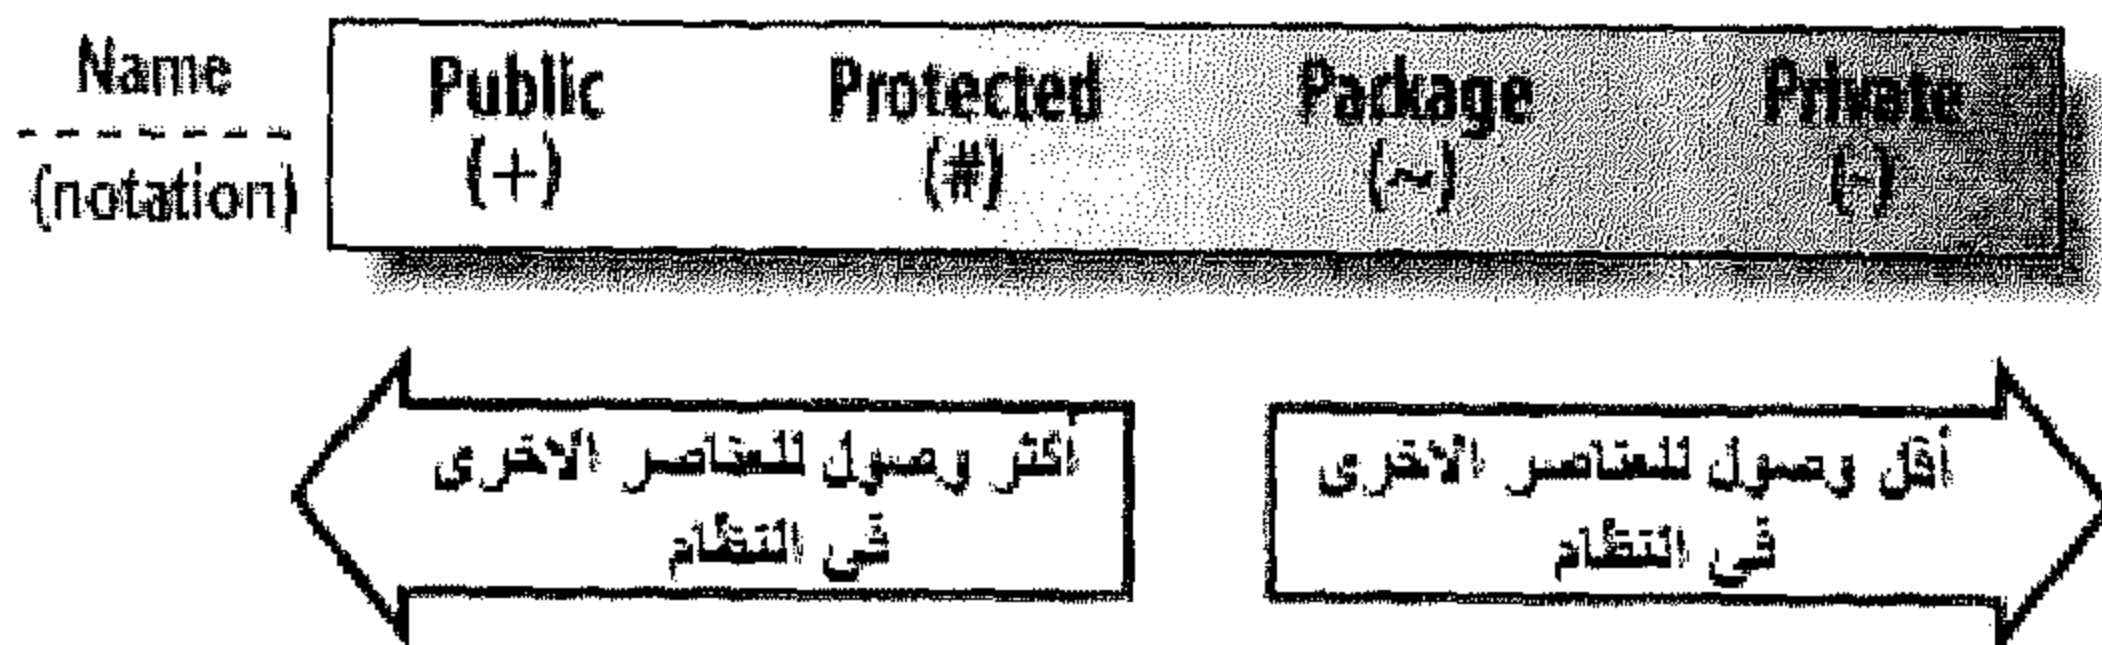 Name
(notation)
Public Protected Package Private
(+) (#) (~) (-)
أكثر وصول للعناصر الاخرى
في النظام
أقل وصول للعناصر الاخرى
في النظام